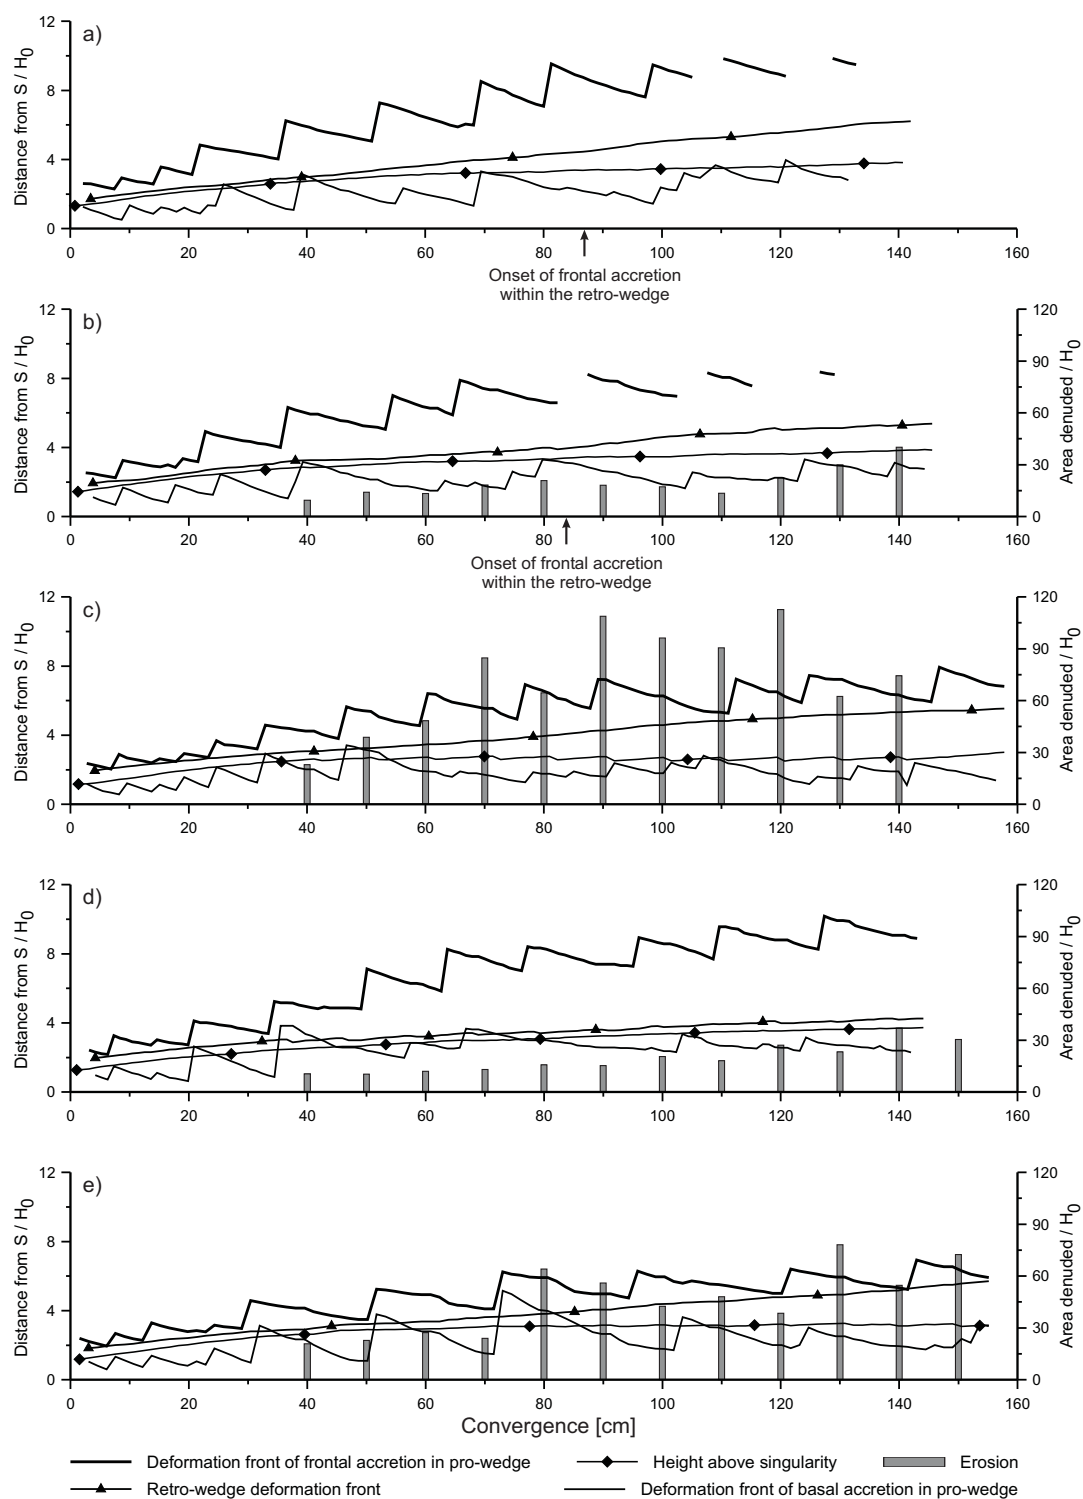 a)
Distance from S / H0
12
8
4
0
0 20 40 60 80 100 120 140 160
Onset of frontal accretion
within the retro-wedge
b)
Distance from S / H0
12
8
4
0
Area denuded / H0
120
90
60
30
0
0 20 40 60 80 100 120 140 160
Onset of frontal accretion
within the retro-wedge
c)
Distance from S / H0
12
8
4
0
Area denuded / H0
120
90
60
30
0
0 20 40 60 80 100 120 140 160
d)
Distance from S / H0
12
8
4
0
Area denuded / H0
120
90
60
30
0
0 20 40 60 80 100 120 140 160
e)
Distance from S / H0
12
8
4
0
Area denuded / H0
120
90
60
30
0
0 20 40 60 80 100 120 140 160
Convergence [cm]
Deformation front of frontal accretion in pro-wedge
Height above singularity
Erosion
Retro-wedge deformation front
Deformation front of basal accretion in pro-wedge